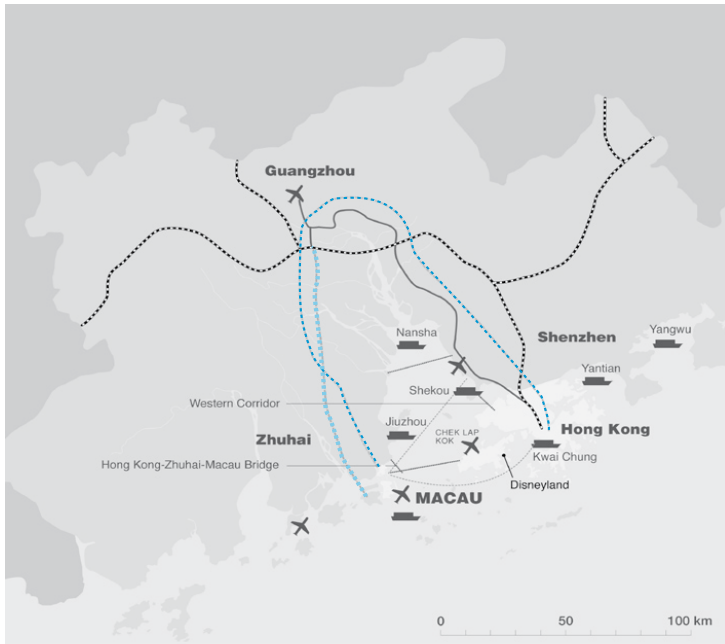 Guangzhou
Nansha
Shenzhen
Yangwu
Yantian
Shekou
Western Corridor
Jiuzhou
CHEK LAP
KOK
Zhuhai
Hong Kong
Kwai Chung
Hong Kong-Zhuhai-Macau Bridge
Disneyland
MACAU
0 50 100 km